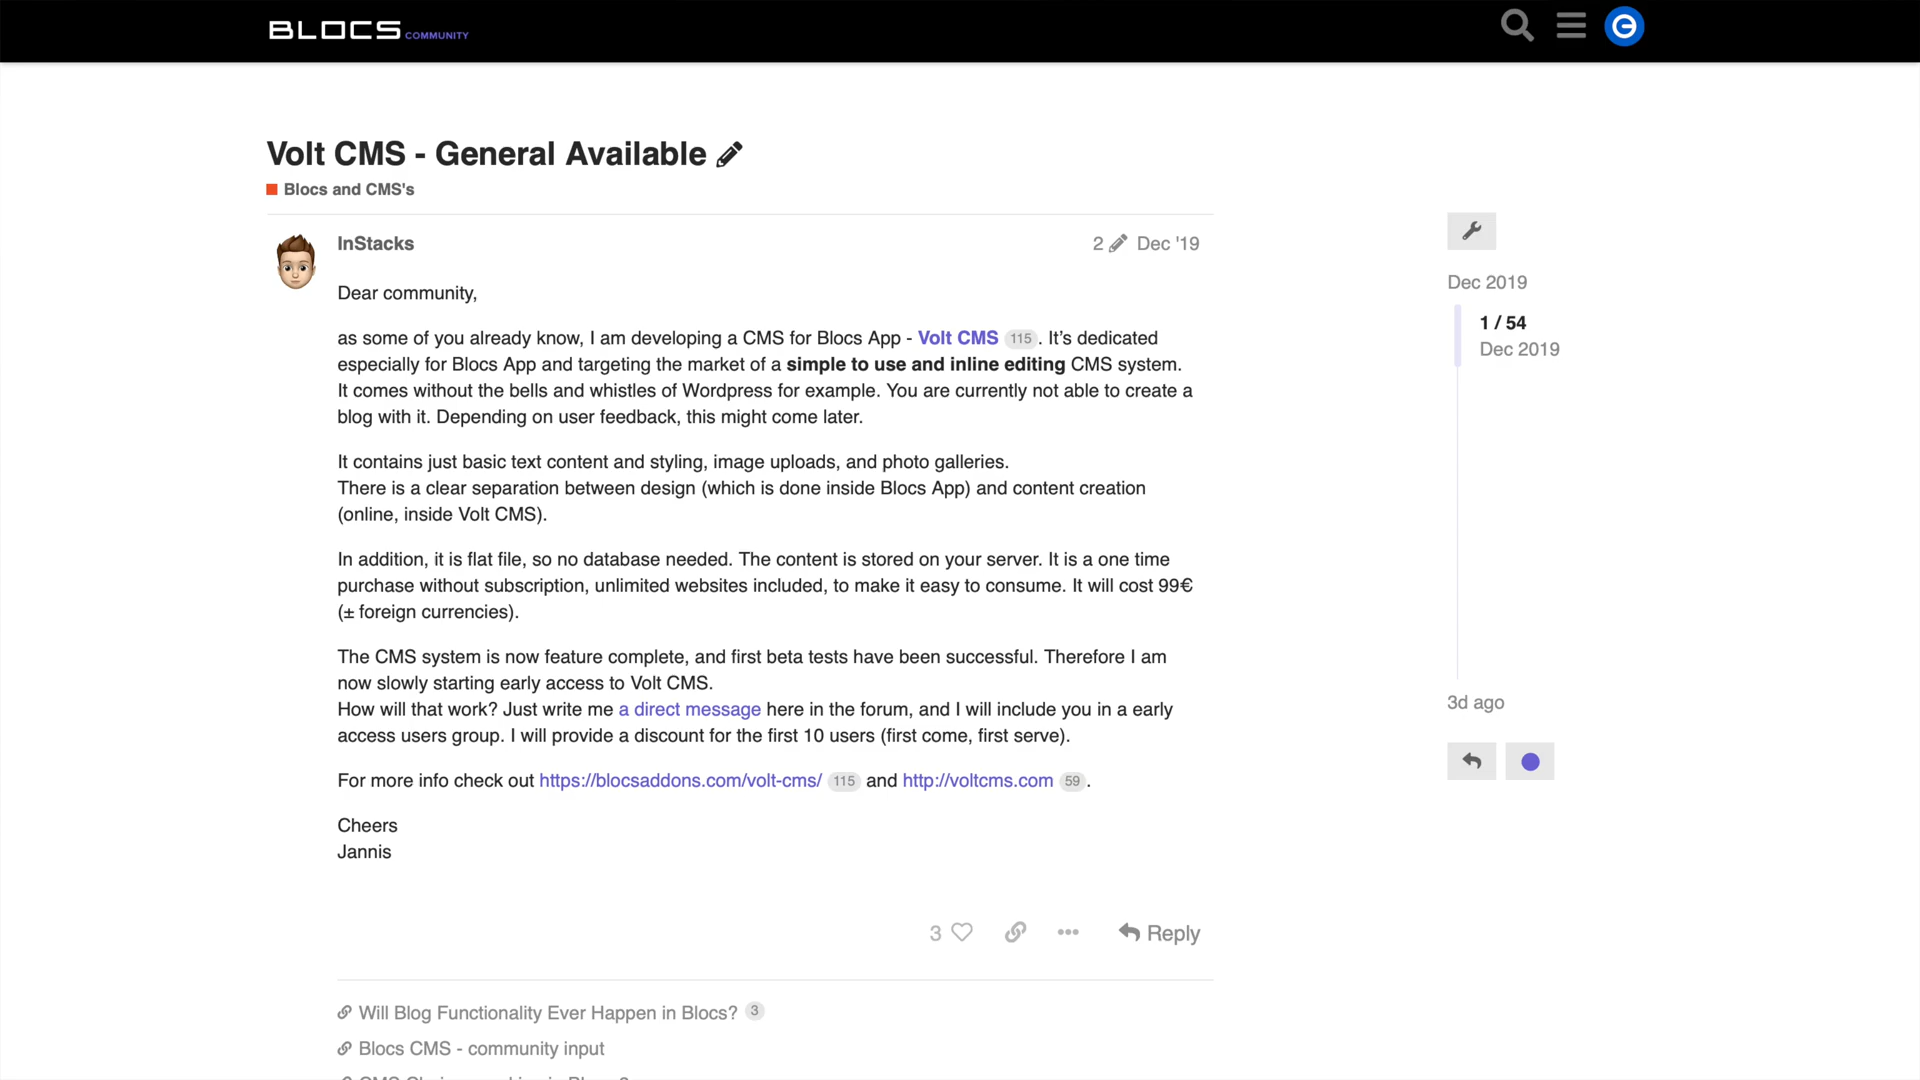 BLOCS COMMUNITY
Volt CMS - General Available
Blocs and CMS's
InStacks
2 Dec '19
Dear community,
as some of you already know, I am developing a CMS for Blocs App - Volt CMS 115 . It’s dedicated
especially for Blocs App and targeting the market of a simple to use and inline editing CMS system.
It comes without the bells and whistles of Wordpress for example. You are currently not able to create a
blog with it. Depending on user feedback, this might come later.
It contains just basic text content and styling, image uploads, and photo galleries.
There is a clear separation between design (which is done inside Blocs App) and content creation
(online, inside Volt CMS).
In addition, it is flat file, so no database needed. The content is stored on your server. It is a one time
purchase without subscription, unlimited websites included, to make it easy to consume. It will cost 99€
(± foreign currencies).
The CMS system is now feature complete, and first beta tests have been successful. Therefore I am
now slowly starting early access to Volt CMS.
How will that work? Just write me a direct message here in the forum, and I will include you in a early
access users group. I will provide a discount for the first 10 users (first come, first serve).
For more info check out https://blocsaddons.com/volt-cms/ 115 and http://voltcms.com 59 .
Cheers
Jannis
3 Reply
Will Blog Functionality Ever Happen in Blocs? 3
Blocs CMS - community input
Dec 2019
1 / 54
Dec 2019
3d ago